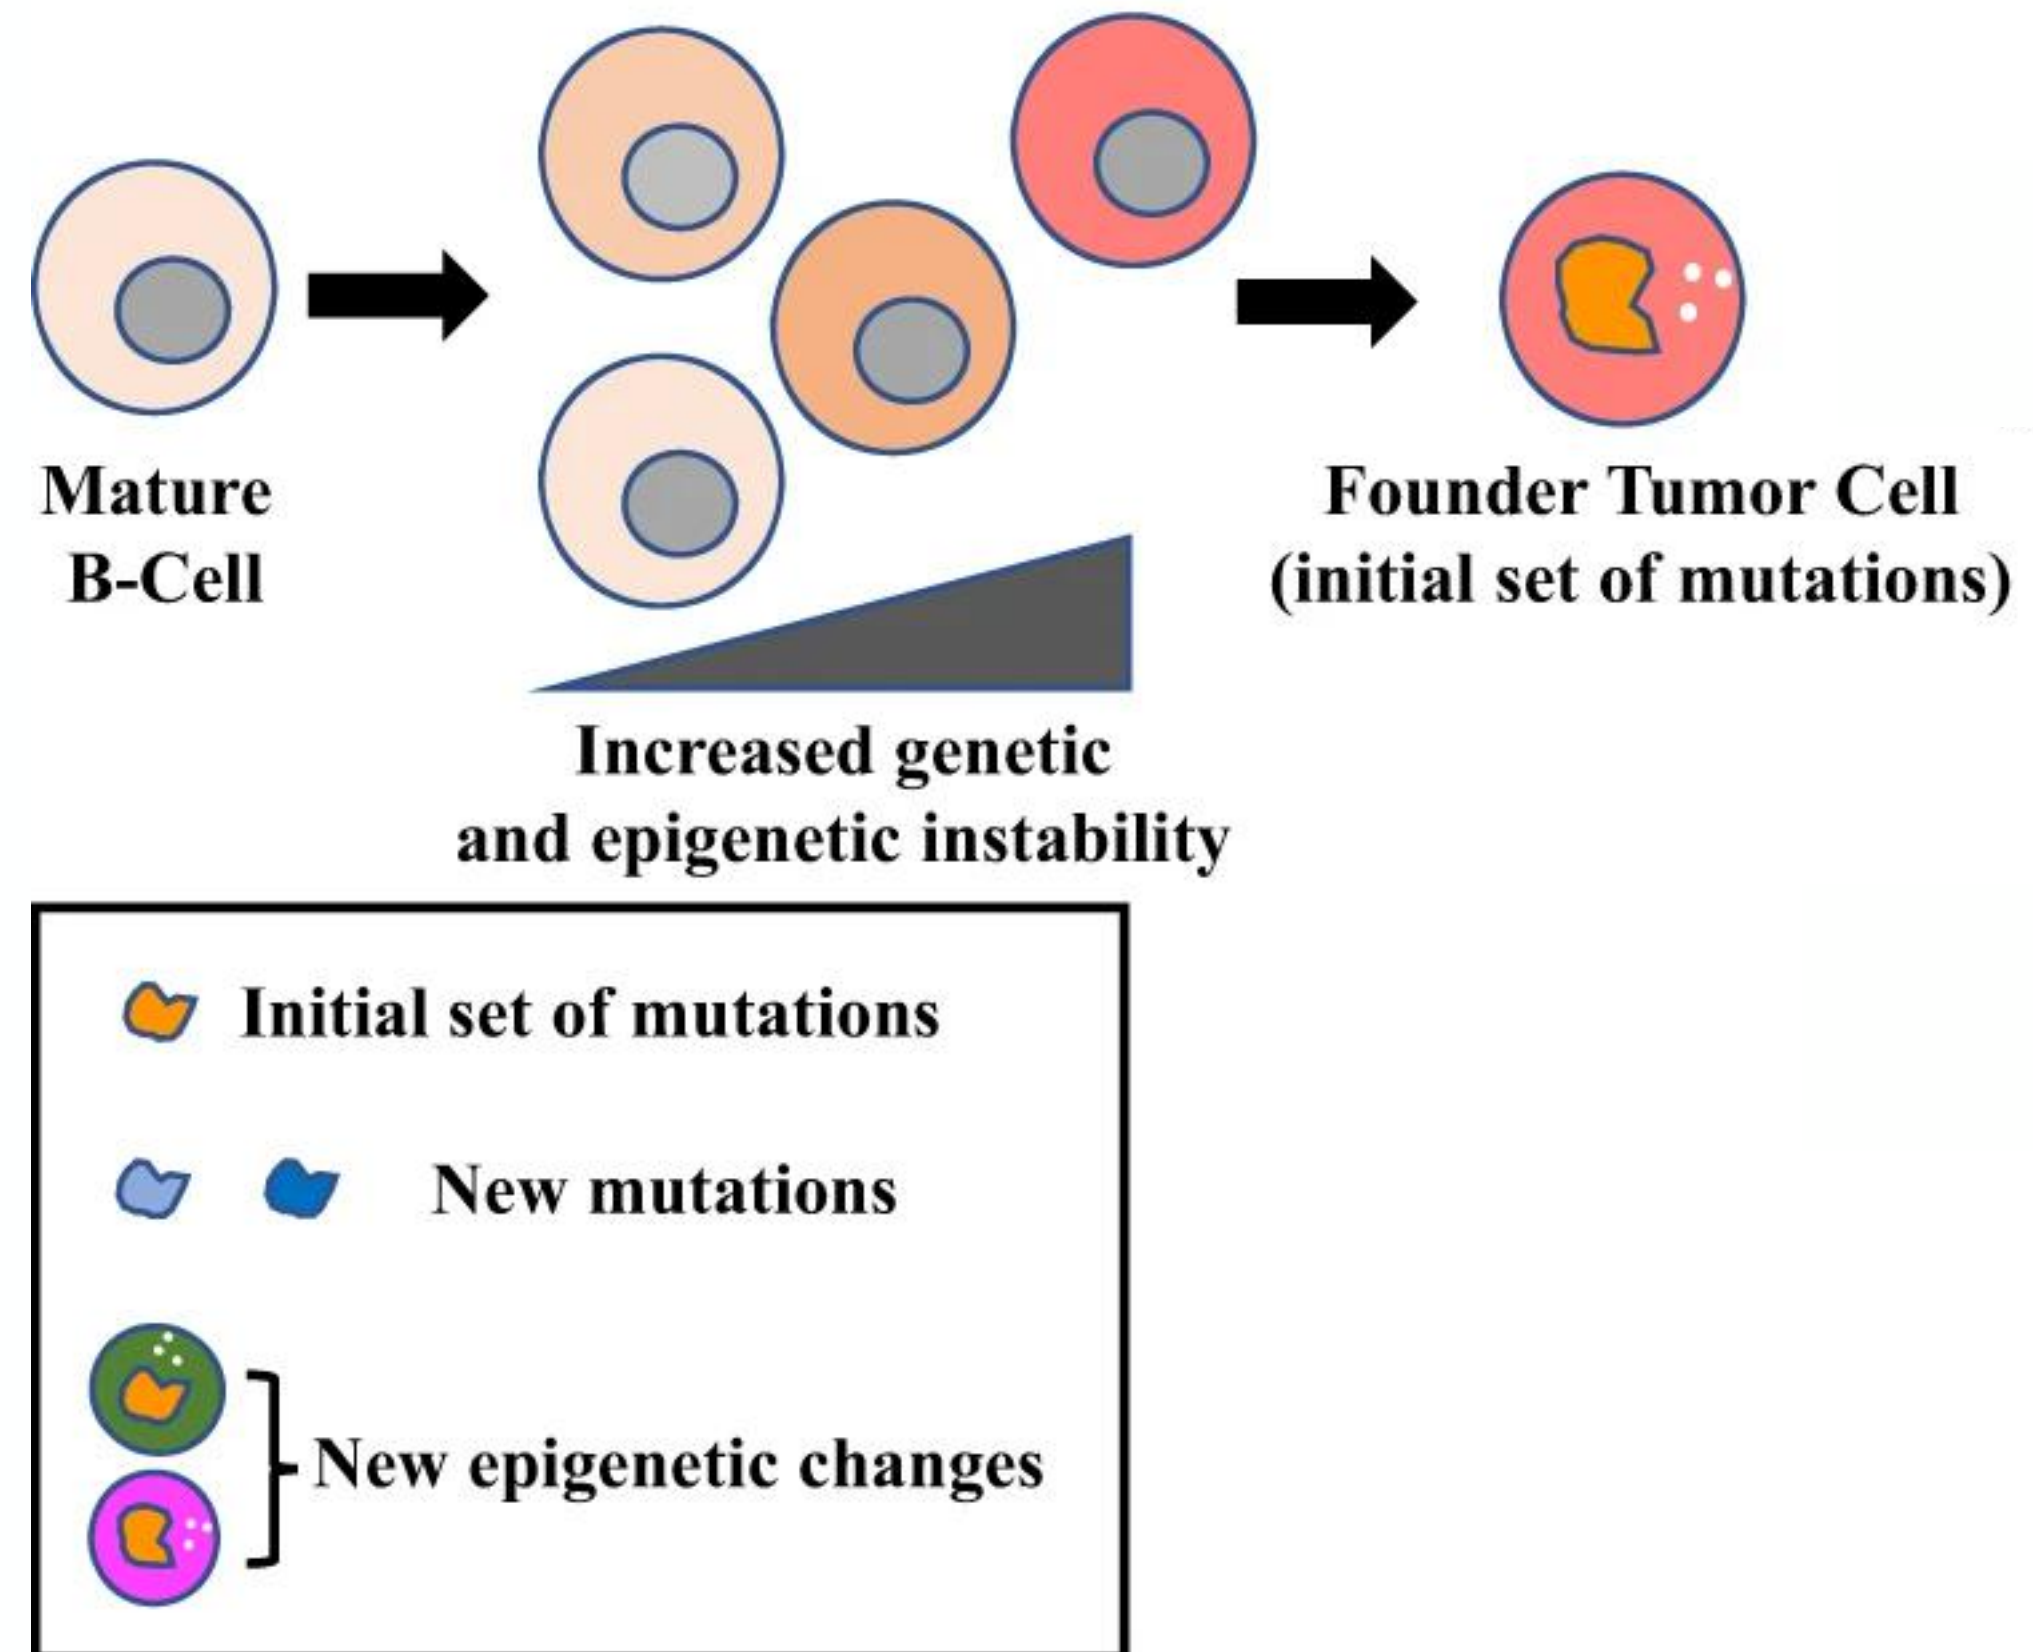 Mature
B-Cell
Founder Tumor Cell
(initial set of mutations)
Increased genetic
and epigenetic instability
Initial set of mutations
New mutations
New epigenetic changes